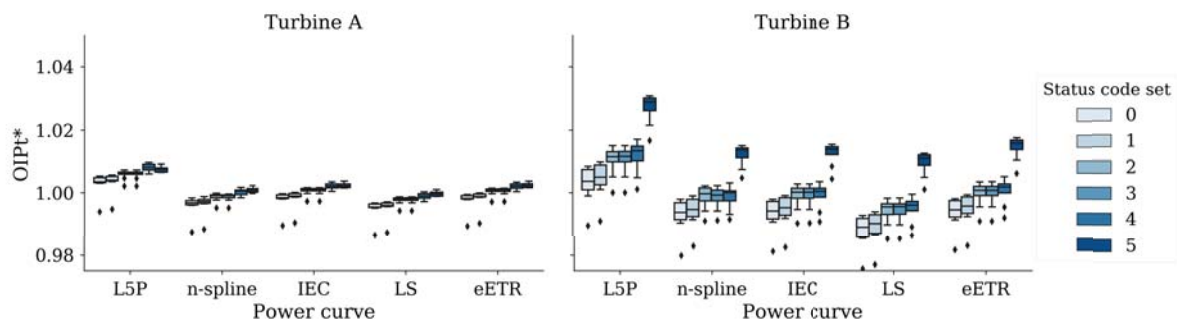 Turbine A
Turbine B
OIPt*
1.04
1.02
1.00
0.98
L5P n-spline IEC LS eETR
Power curve
L5P n-spline IEC LS eETR
Power curve
Status code set
0
1
2
3
4
5